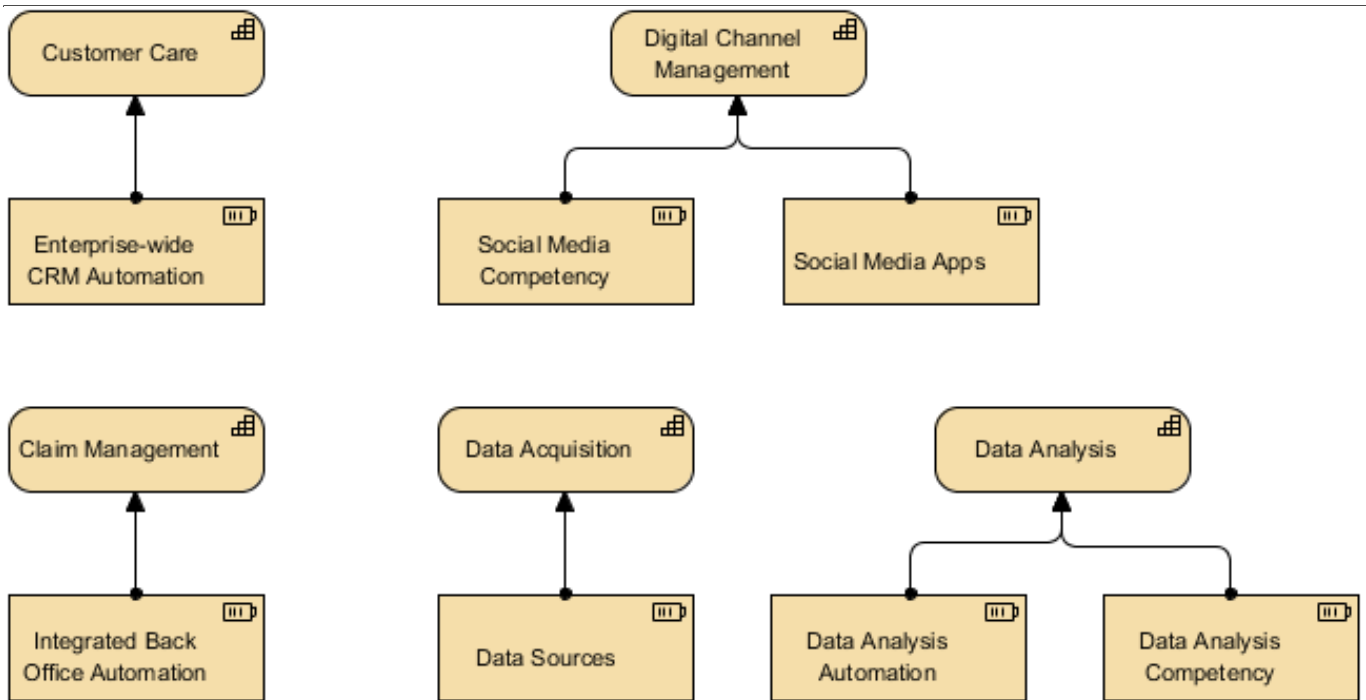 Customer Care
Digital Channel
Management
Enterprise-wide
CRM Automation
Social Media
Competency
Social Media Apps
Claim Management
Data Acquisition
Data Analysis
Integrated Back
Office Automation
Data Sources
Data Analysis
Automation
Data Analysis
Competency